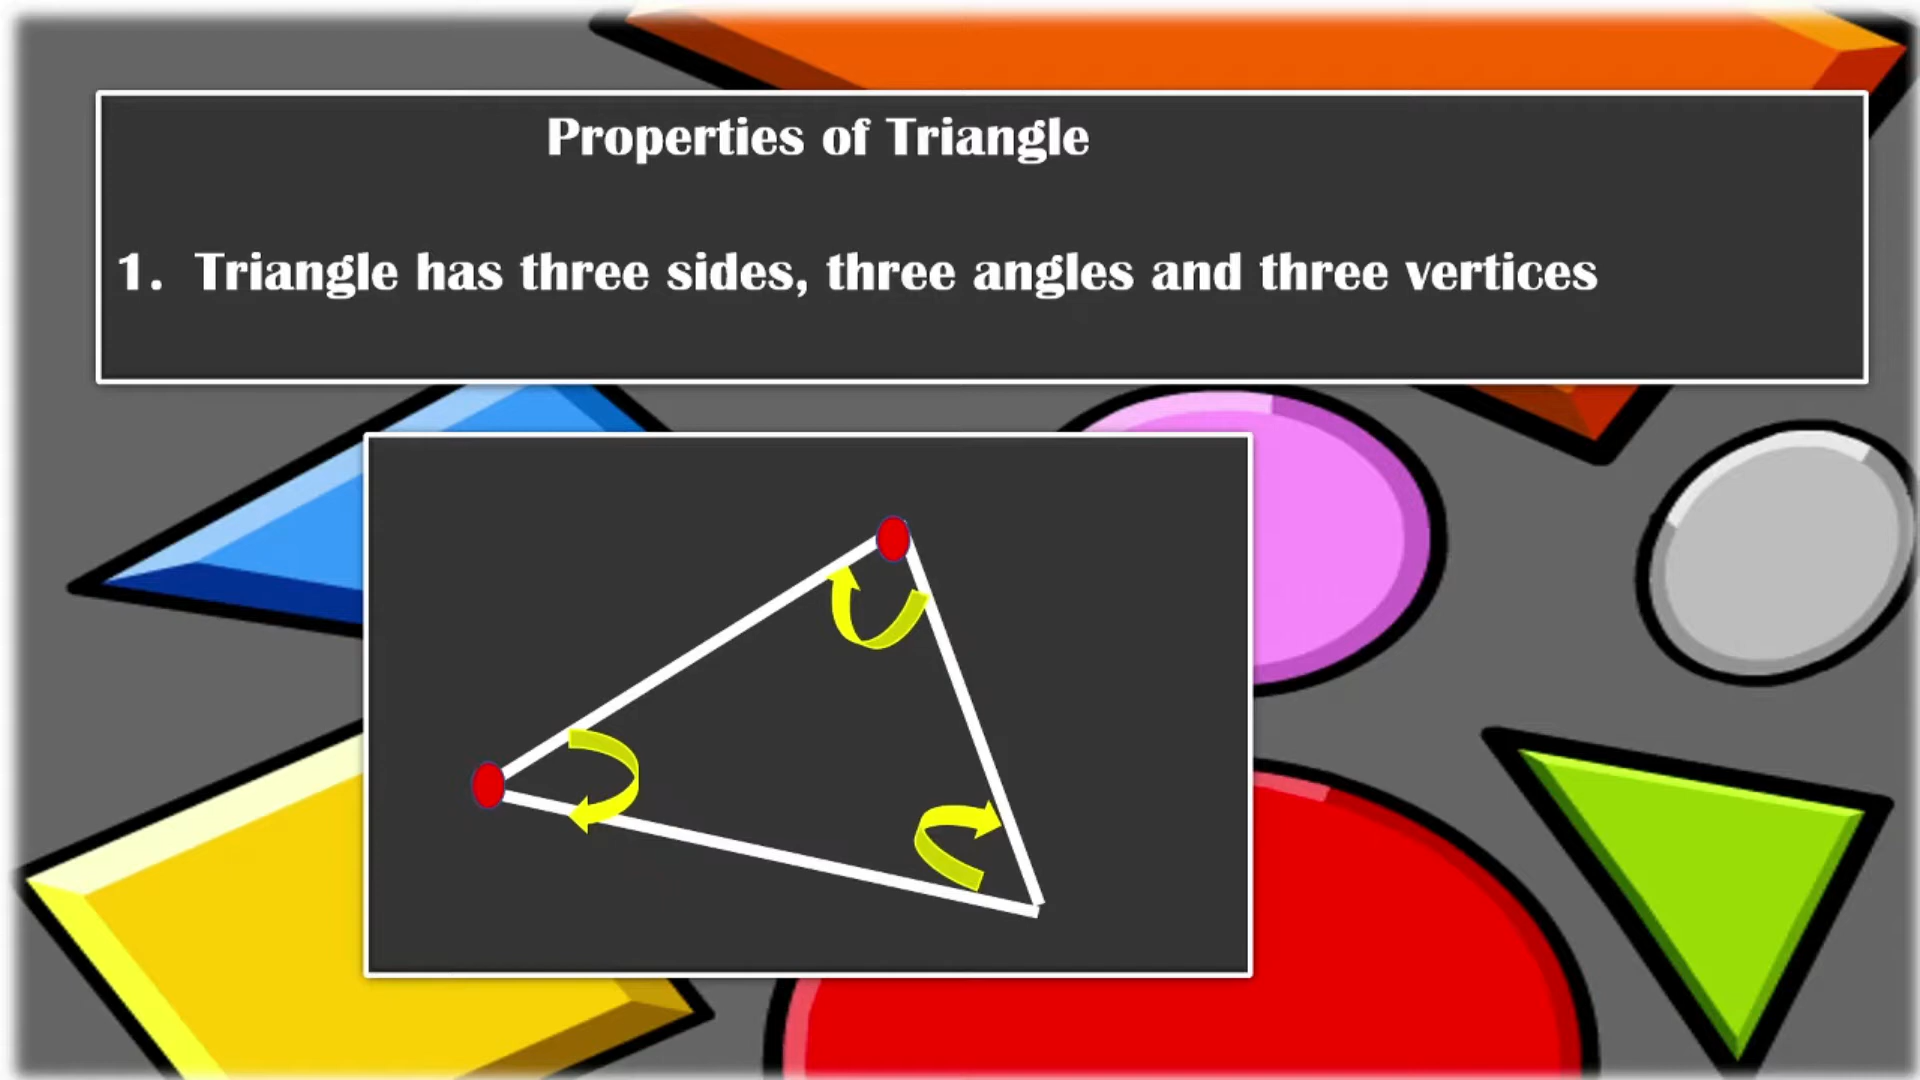 Properties of Triangle
1. Triangle has three sides, three angles and three vertices